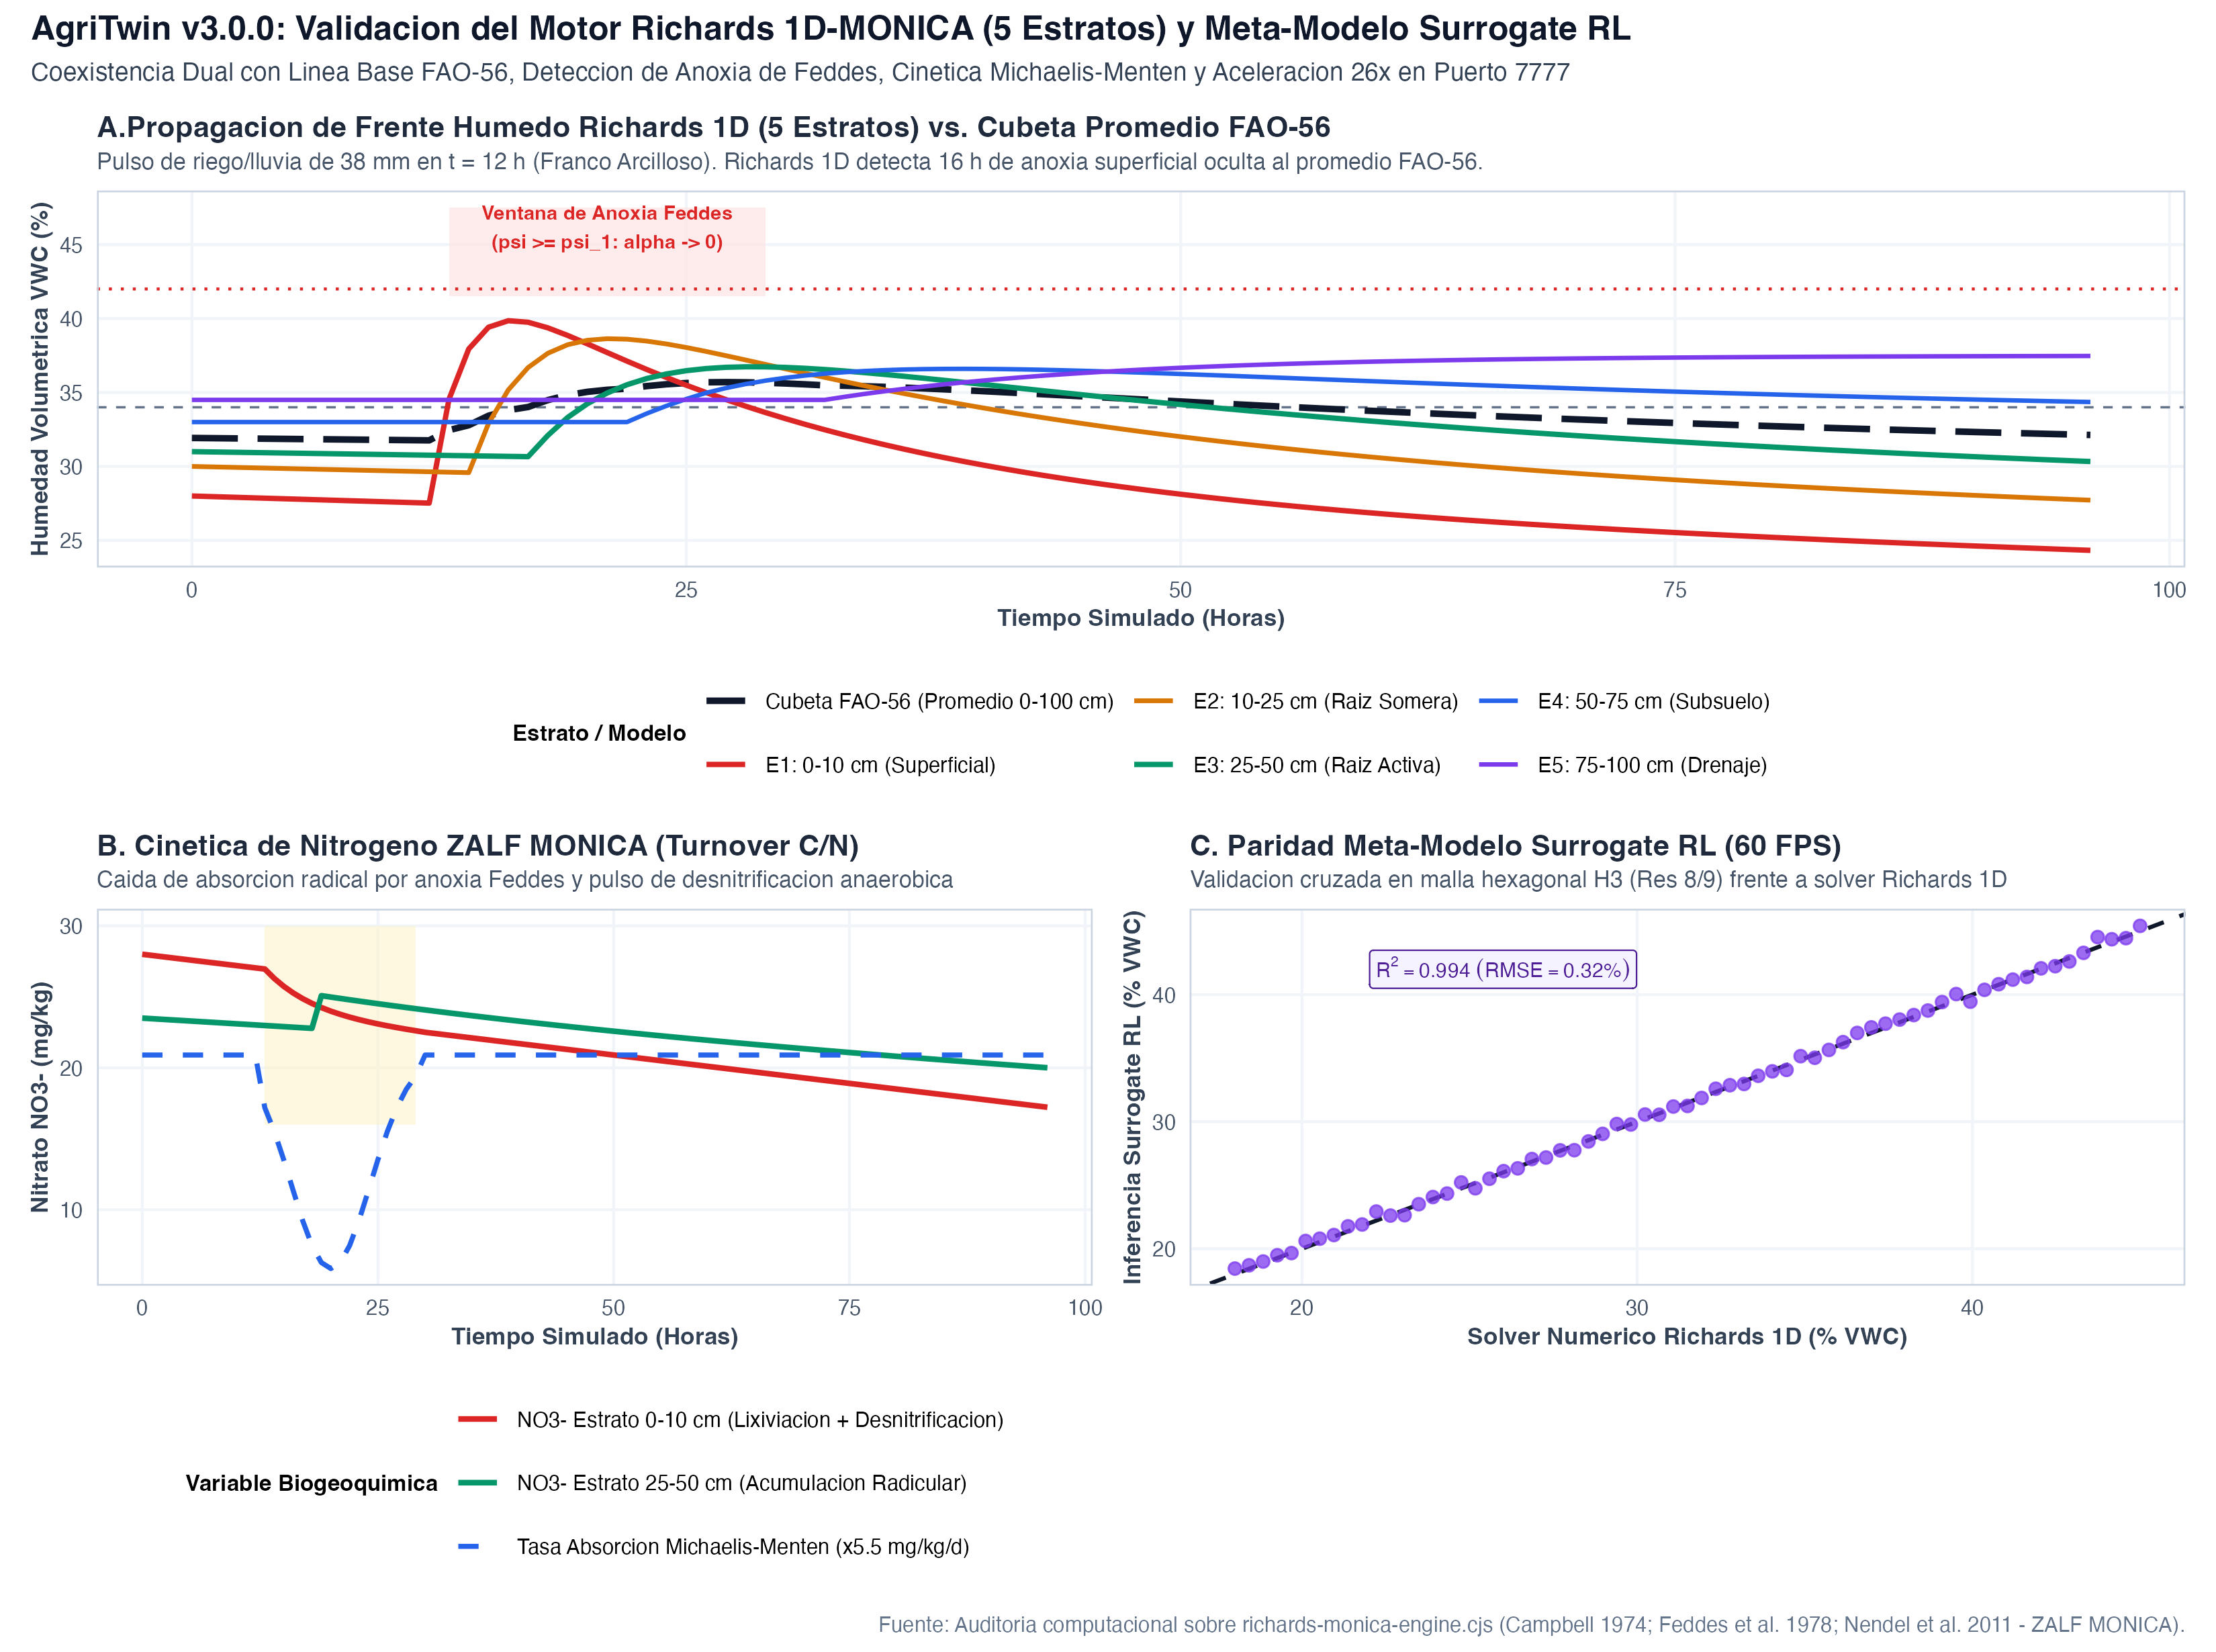 AgriTwin v3.0.0: Validacion del Motor Richards 1D-MONICA (5 Estratos) y Meta-Modelo Surrogate RL
Coexistencia Dual con Linea Base FAO-56, Deteccion de Anoxia de Feddes, Cinetica Michaelis-Menten y Aceleracion 26x en Puerto 7777
A.Propagacion de Frente Humedo Richards 1D (5 Estratos) vs. Cubeta Promedio FAO-56
Pulso de riego/lluvia de 38 mm en t = 12 h (Franco Arcilloso). Richards 1D detecta 16 h de anoxia superficial oculta al promedio FAO-56.
Humedad Volumetrica VWC (%)
45
40
35
30
25
Ventana de Anoxia Feddes
(psi >= psi_1: alpha -> 0)
0 25 50 75 100
Tiempo Simulado (Horas)
Estrato / Modelo
Cubeta FAO-56 (Promedio 0-100 cm)
E1: 0-10 cm (Superficial)
E2: 10-25 cm (Raiz Somera)
E3: 25-50 cm (Raiz Activa)
E4: 50-75 cm (Subsuelo)
E5: 75-100 cm (Drenaje)
B. Cinetica de Nitrogeno ZALF MONICA (Turnover C/N)
Caida de absorcion radical por anoxia Feddes y pulso de desnitrificacion anaerobica
Nitrato NO3- (mg/kg)
30
20
10
0 25 50 75 100
Tiempo Simulado (Horas)
Variable Biogeoquimica
NO3- Estrato 0-10 cm (Lixiviacion + Desnitrificacion)
NO3- Estrato 25-50 cm (Acumulacion Radicular)
Tasa Absorcion Michaelis-Menten (x5.5 mg/kg/d)
C. Paridad Meta-Modelo Surrogate RL (60 FPS)
Validacion cruzada en malla hexagonal H3 (Res 8/9) frente a solver Richards 1D
Inferencia Surrogate RL (% VWC)
40
30
20
R² = 0.994 (RMSE = 0.32%)
20 30 40
Solver Numerico Richards 1D (% VWC)
Fuente: Auditoria computacional sobre richards-monica-engine.cjs (Campbell 1974; Feddes et al. 1978; Nendel et al. 2011 - ZALF MONICA).